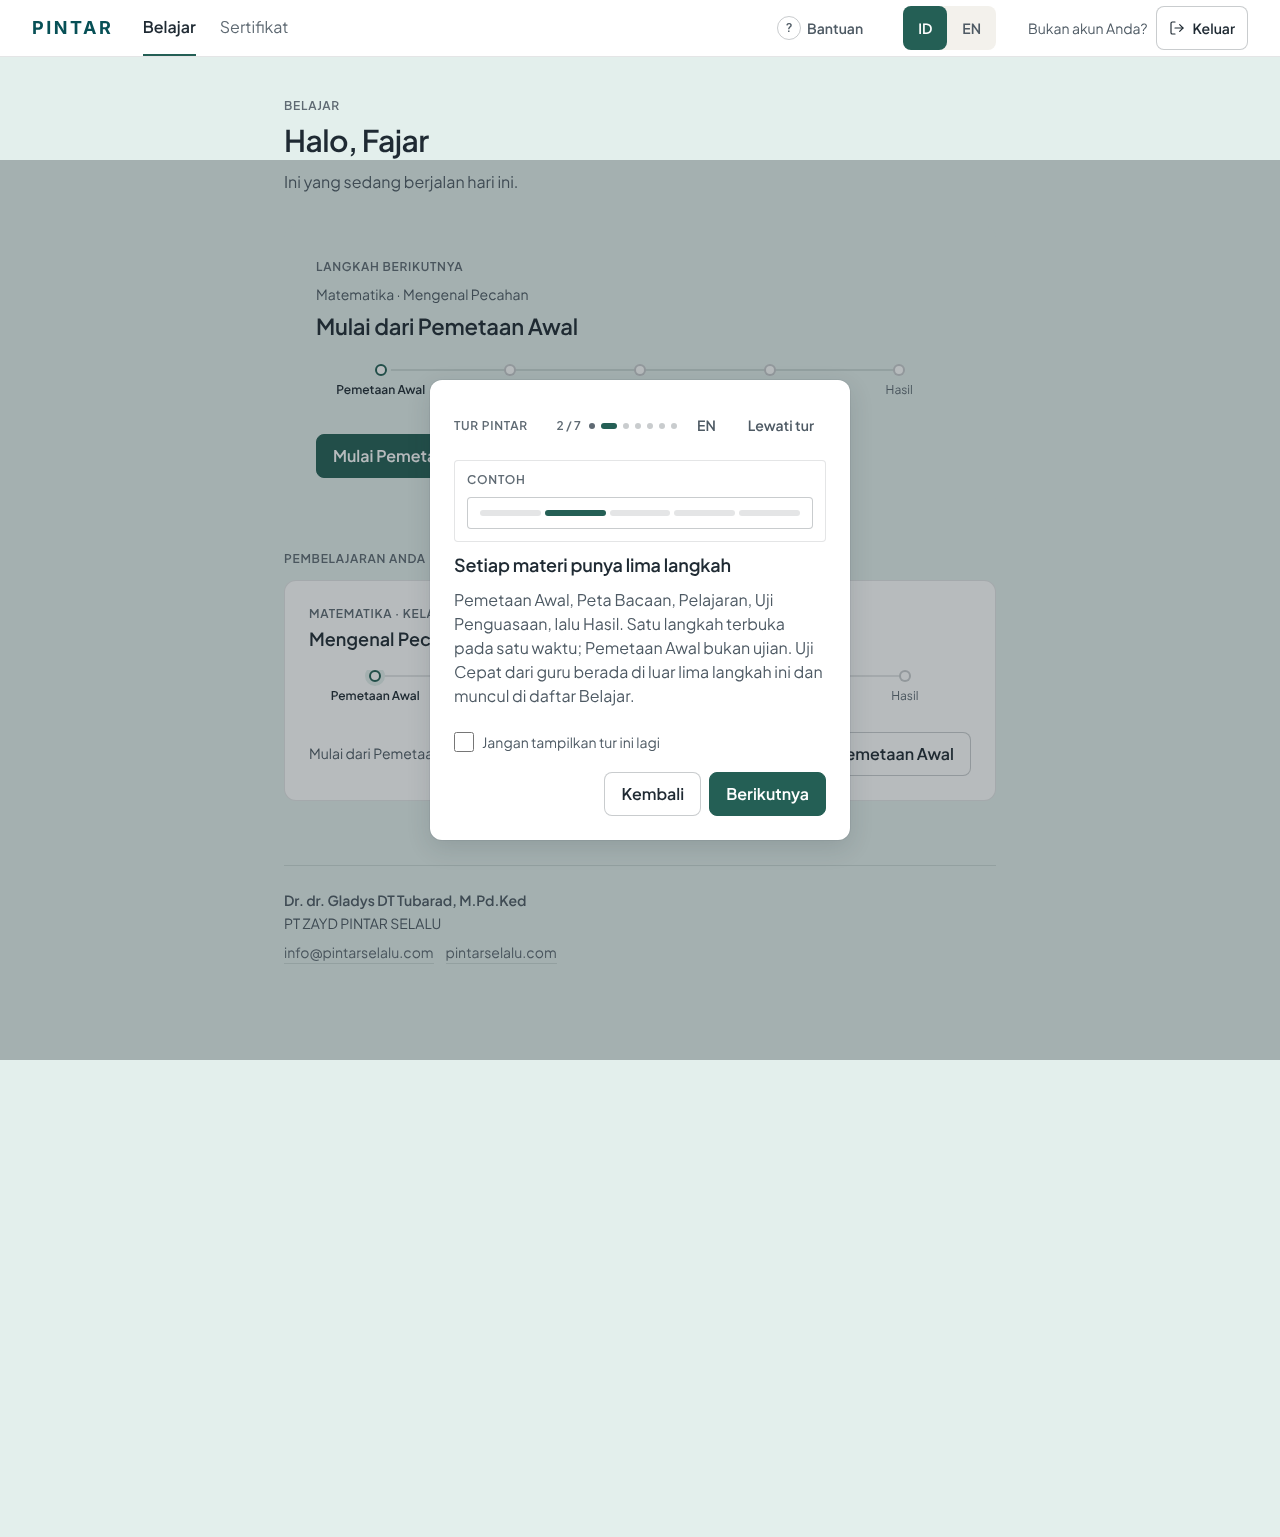 PINTAR
Belajar
Sertifikat
? Bantuan
ID
EN
Bukan akun Anda?
Keluar
BELAJAR
Halo, Fajar
Ini yang sedang berjalan hari ini.
LANGKAH BERIKUTNYA
Matematika · Mengenal Pecahan
Mulai dari Pemetaan Awal
Pemetaan Awal
Hasil
Mulai Pemeta
TUR PINTAR
2 / 7
EN
Lewati tur
CONTOH
Setiap materi punya lima langkah
Pemetaan Awal, Peta Bacaan, Pelajaran, Uji
Penguasaan, lalu Hasil. Satu langkah terbuka
pada satu waktu; Pemetaan Awal bukan ujian. Uji
Cepat dari guru berada di luar lima langkah ini dan
muncul di daftar Belajar.
Jangan tampilkan tur ini lagi
Kembali
Berikutnya
PEMBELAJARAN ANDA
MATEMATIKA · KELA
Mengenal Pec
Pemetaan Awal
Hasil
Mulai dari Pemetaa
emetaan Awal
Dr. dr. Gladys DT Tubarad, M.Pd.Ked
PT ZAYD PINTAR SELALU
info@pintarselalu.com
pintarselalu.com